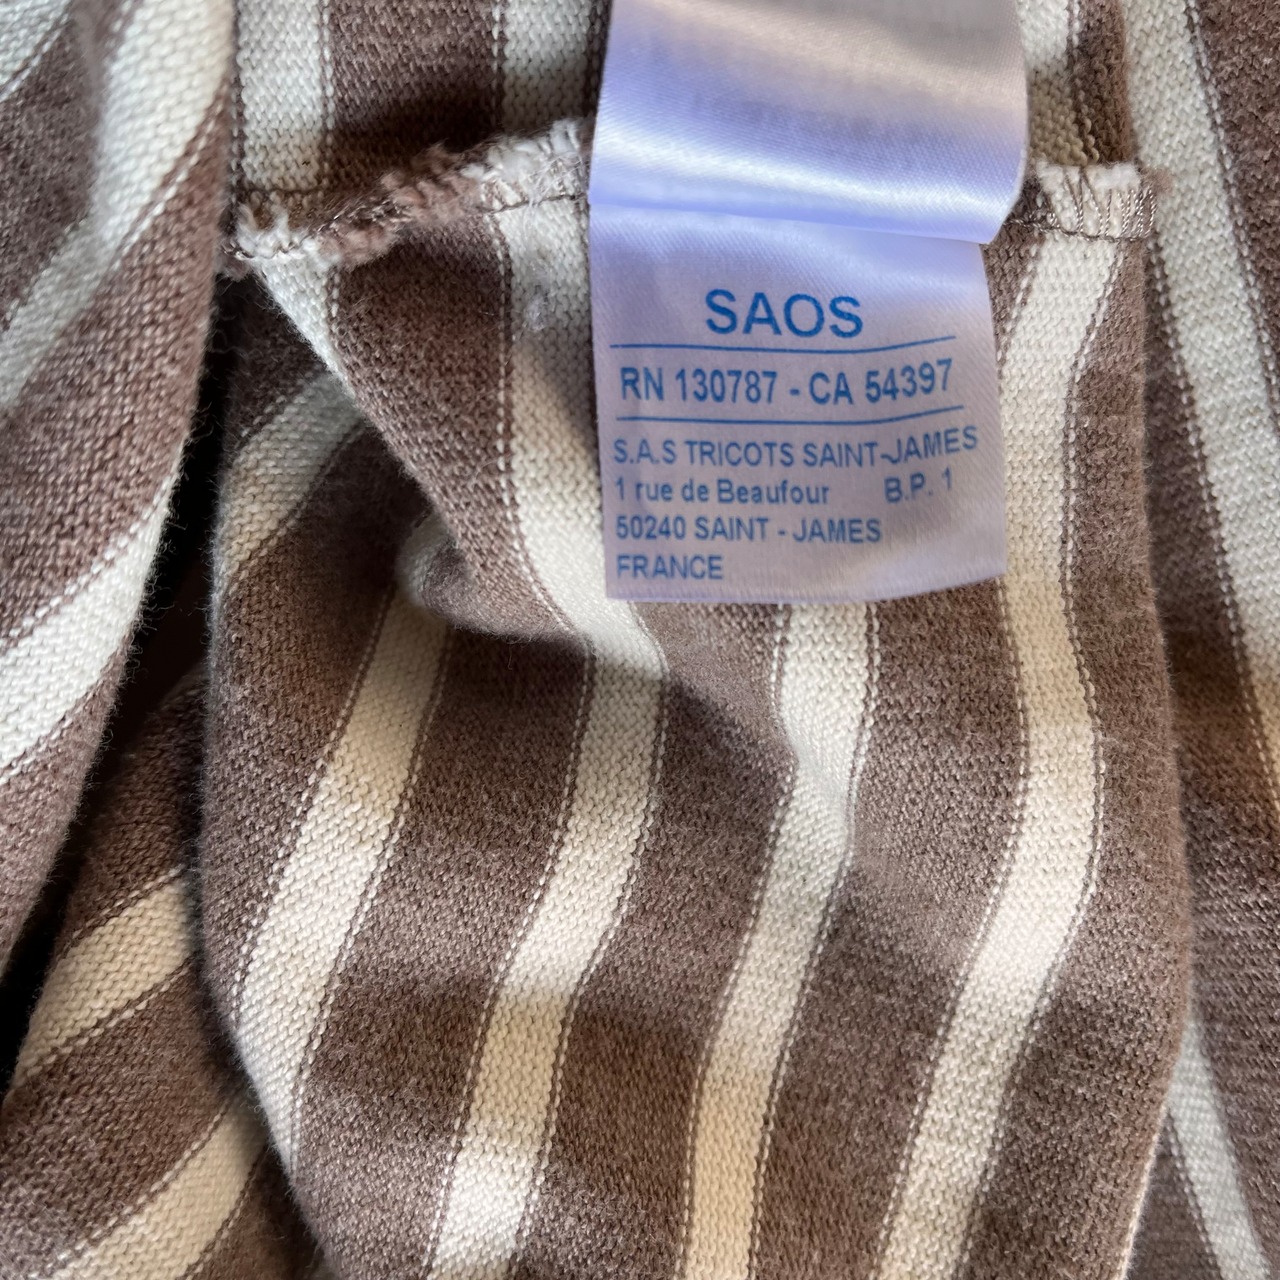 SAOS
RN 130787 - CA 54397
S.A.S TRICOTS SAINT-JAMES
1 rue de Beaufour B.P. 1
50240 SAINT - JAMES
FRANCE